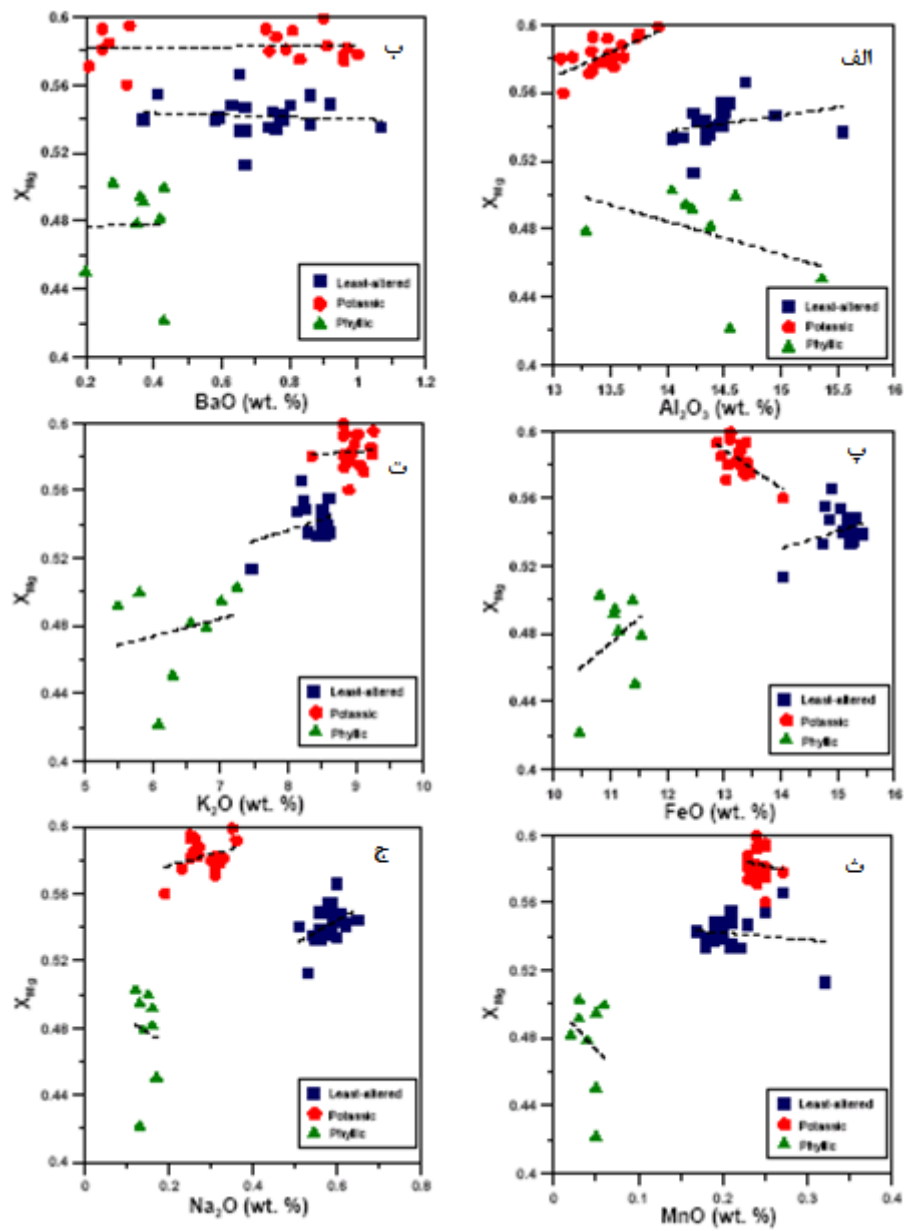 ب
0.6
0.56
0.52
0.48
0.44
0.4
X Mg
0.2 0.4 0.6 0.8 1 1.2
BaO (wt. %)
Least-altered
Potassic
Phyllic
الف
0.6
0.56
0.52
0.48
0.44
0.4
X Mg
13 13.5 14 14.5 15 15.5 16
Al₂O₃ (wt. %)
Least-altered
Potassic
Phyllic
ت
0.6
0.56
0.52
0.48
0.44
0.4
X Mg
5 6 7 8 9 10
K₂O (wt. %)
Least-altered
Potassic
Phyllic
پ
0.6
0.56
0.52
0.48
0.44
0.4
X Mg
10 11 12 13 14 15 16
FeO (wt. %)
Least-altered
Potassic
Phyllic
ج
0.6
0.56
0.52
0.48
0.44
0.4
X Mg
0 0.2 0.4 0.6 0.8
Na₂O (wt. %)
Least-altered
Potassic
Phyllic
ث
0.6
0.56
0.52
0.48
0.44
0.4
X Mg
0 0.1 0.2 0.3 0.4
MnO (wt. %)
Least-altered
Potassic
Phyllic